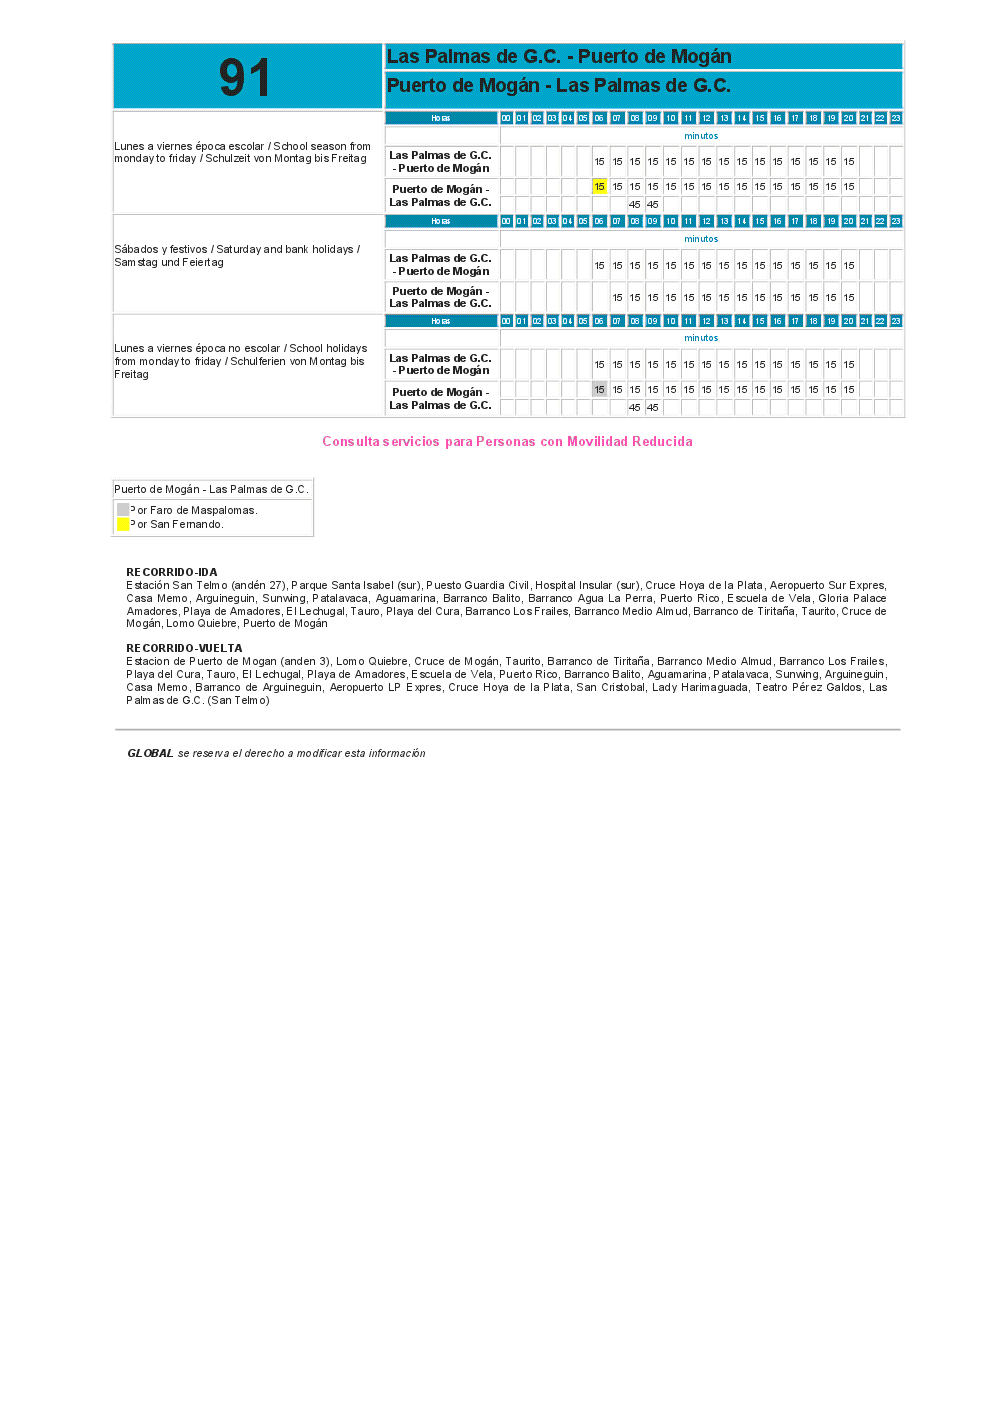 91
Las Palmas de G.C. - Puerto de Mogán
Puerto de Mogán - Las Palmas de G.C.
Lunes a viernes época escolar / School season from
monday to friday / Schulzeit von Montag bis Freitag
Horas 00 01 02 03 04 05 06 07 08 09 10 11 12 13 14 15 16 17 18 19 20 21 22 23
minutos
Las Palmas de G.C.
- Puerto de Mogán
15 15 15 15 15 15 15 15 15 15 15 15 15 15 15
Puerto de Mogán -
Las Palmas de G.C.
15 15 15 15 15 15 15 15 15 15 15 15 15 15 15
45 45
Sábados y festivos / Saturday and bank holidays /
Samstag und Feiertag
Horas 00 01 02 03 04 05 06 07 08 09 10 11 12 13 14 15 16 17 18 19 20 21 22 23
minutos
Las Palmas de G.C.
- Puerto de Mogán
15 15 15 15 15 15 15 15 15 15 15 15 15 15 15
Puerto de Mogán -
Las Palmas de G.C.
15 15 15 15 15 15 15 15 15 15 15 15 15 15
Lunes a viernes época no escolar / School holidays
from monday to friday / Schulferien von Montag bis
Freitag
Horas 00 01 02 03 04 05 06 07 08 09 10 11 12 13 14 15 16 17 18 19 20 21 22 23
minutos
Las Palmas de G.C.
- Puerto de Mogán
15 15 15 15 15 15 15 15 15 15 15 15 15 15 15
Puerto de Mogán -
Las Palmas de G.C.
15 15 15 15 15 15 15 15 15 15 15 15 15 15 15
45 45
Consulta servicios para Personas con Movilidad Reducida
Puerto de Mogán - Las Palmas de G.C.
Por Faro de Maspalomas.
Por San Fernando.
RECORRIDO-IDA
Estación San Telmo (andén 27), Parque Santa Isabel (sur), Puesto Guardia Civil, Hospital Insular (sur), Cruce Hoya de la Plata, Aeropuerto Sur Expres,
Casa Memo, Arguineguin, Sunwing, Patalavaca, Aguamarina, Barranco Balito, Barranco Agua La Perra, Puerto Rico, Escuela de Vela, Gloria Palace
Amadores, Playa de Amadores, El Lechugal, Tauro, Playa del Cura, Barranco Los Frailes, Barranco Medio Almud, Barranco de Tiritaña, Taurito, Cruce de
Mogán, Lomo Quiebre, Puerto de Mogán
RECORRIDO-VUELTA
Estacion de Puerto de Mogan (anden 3), Lomo Quiebre, Cruce de Mogán, Taurito, Barranco de Tiritaña, Barranco Medio Almud, Barranco Los Frailes,
Playa del Cura, Tauro, El Lechugal, Playa de Amadores, Escuela de Vela, Puerto Rico, Barranco Balito, Aguamarina, Patalavaca, Sunwing, Arguineguin,
Casa Memo, Barranco de Arguineguin, Aeropuerto LP Expres, Cruce Hoya de la Plata, San Cristobal, Lady Harimaguada, Teatro Pérez Galdos, Las
Palmas de G.C. (San Telmo)
GLOBAL se reserva el derecho a modificar esta información